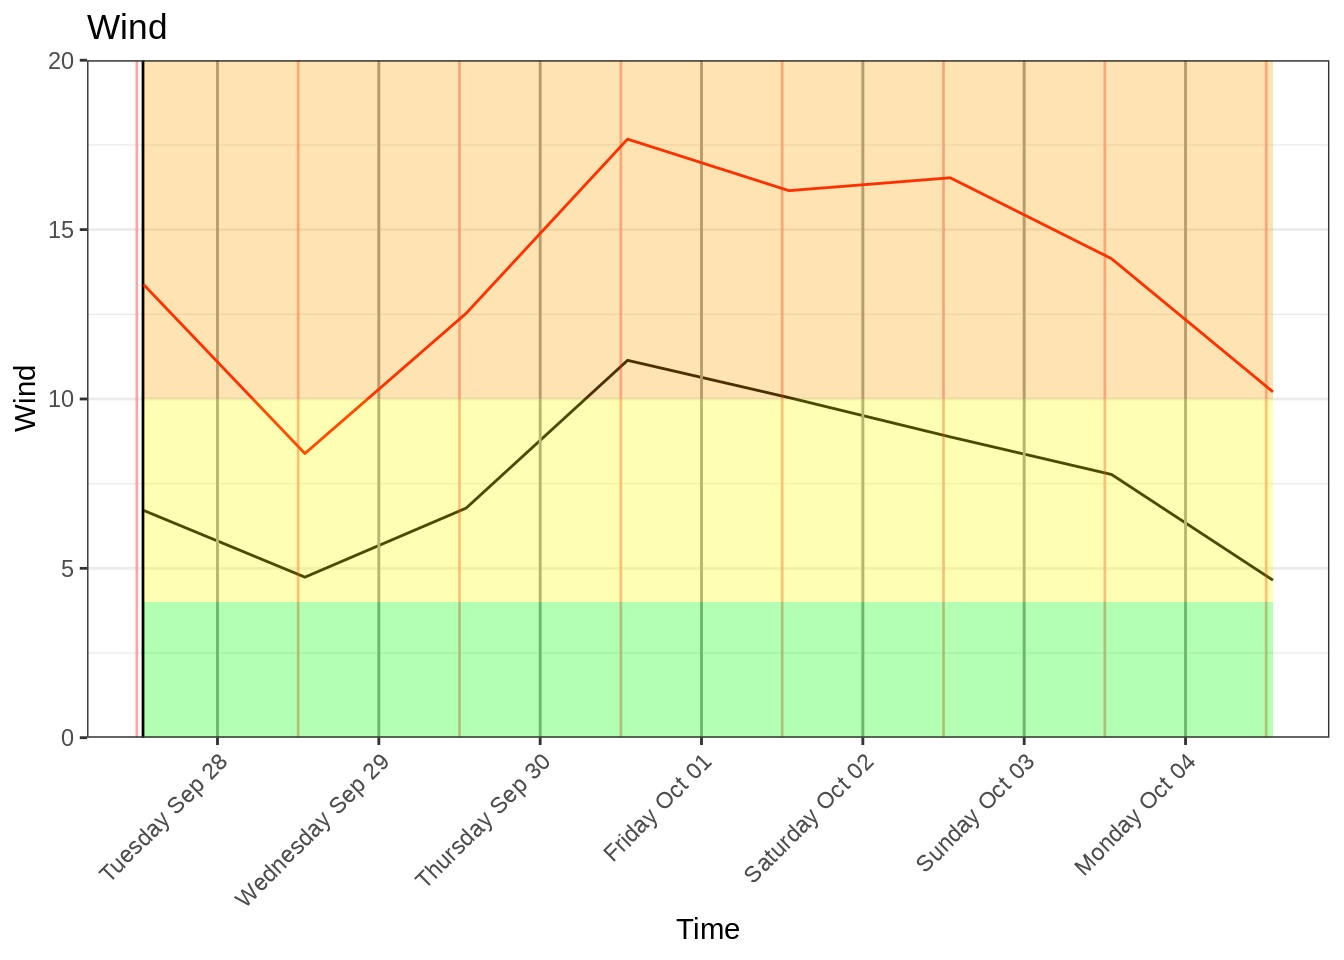 Wind
20
15
10
5
0
Wind
Tuesday Sep 28
Wednesday Sep 29
Thursday Sep 30
Friday Oct 01
Saturday Oct 02
Sunday Oct 03
Monday Oct 04
Time